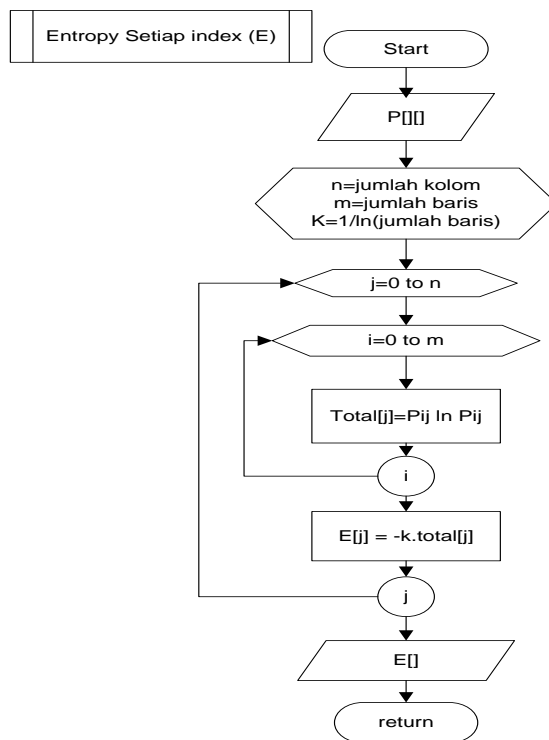 Entropy Setiap index (E)
Start
P[][]
n=jumlah kolom
m=jumlah baris
K=1/ln(jumlah baris)
j=0 to n
i=0 to m
Total[j]=Pij ln Pij
i
E[j] = -k.total[j]
j
E[]
return